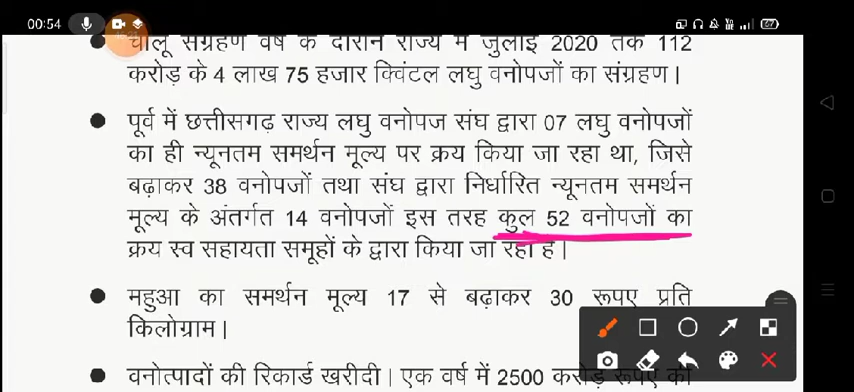 00:54
चालू संग्रहण वर्ष के दौरान राज्य में जुलाई 2020 तक 112
करोड़ के 4 लाख 75 हजार क्विंटल लघु वनोपजों का संग्रहण।
पूर्व में छत्तीसगढ़ राज्य लघु वनोपज संघ द्वारा 07 लघु वनोपजों
का ही न्यूनतम समर्थन मूल्य पर क्रय किया जा रहा था, जिसे
बढ़ाकर 38 वनोपजों तथा संघ द्वारा निर्धारित न्यूनतम समर्थन
मूल्य के अंतर्गत 14 वनोपजों इस तरह कुल 52 वनोपजों का
क्रय स्व सहायता समूहों के द्वारा किया जा रहा है।
महुआ का समर्थन मूल्य 17 से बढ़ाकर 30 रूपए प्रति
किलोग्राम।
वनोत्पादों की रिकार्ड खरीदी। एक वर्ष में 2500 करोड़ रूपए की